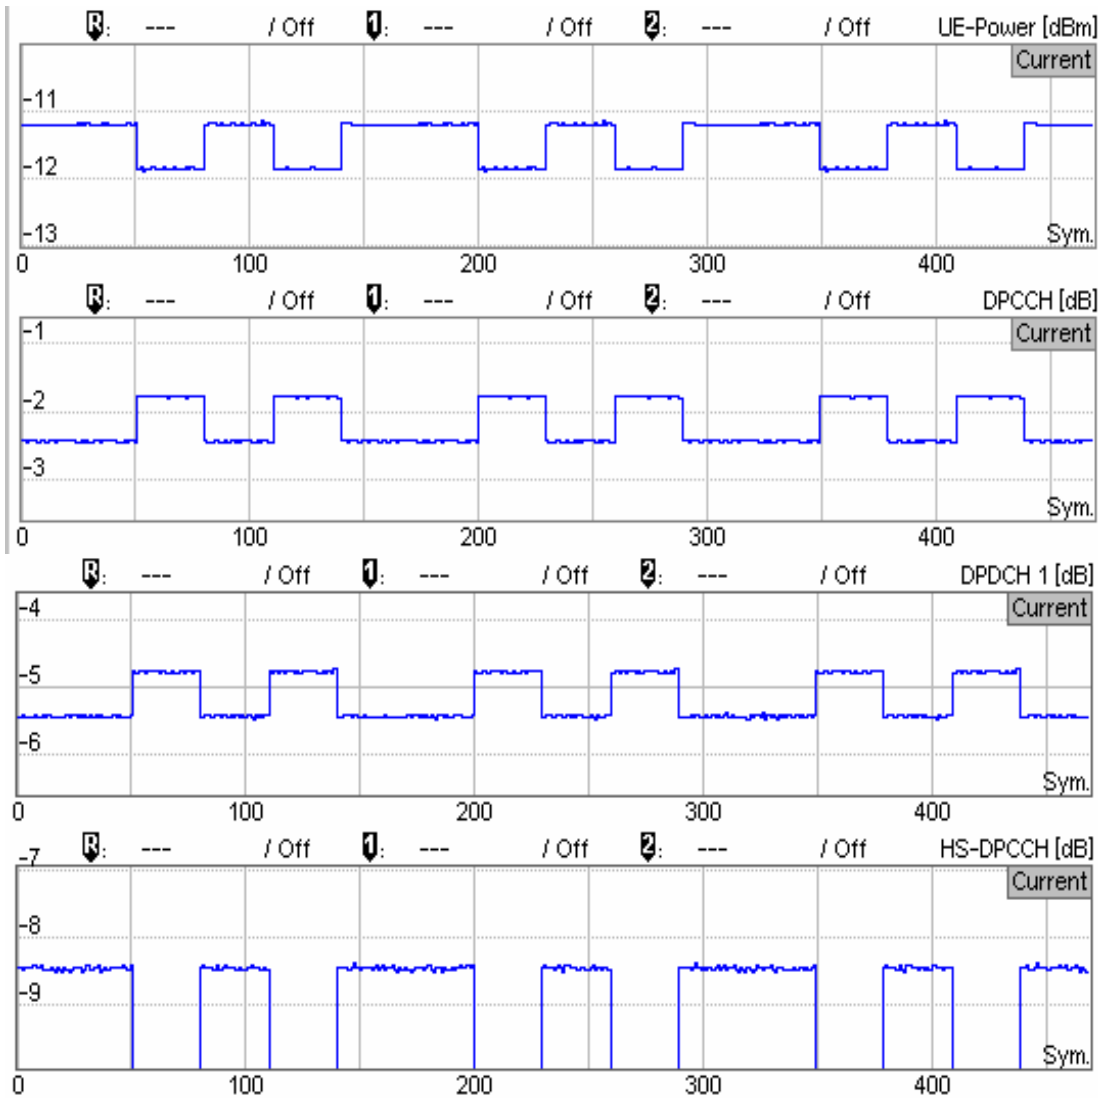 R: --- / Off 1: --- / Off 2: --- / Off UE-Power [dBm]
Current
-11
-12
-13
Sym.
0 100 200 300 400
R: --- / Off 1: --- / Off 2: --- / Off DPCCH [dB]
-1
Current
-2
-3
Sym.
0 100 200 300 400
R: --- / Off 1: --- / Off 2: --- / Off DPDCH 1 [dB]
-4
Current
-5
-6
Sym.
0 100 200 300 400
R: --- / Off 1: --- / Off 2: --- / Off HS-DPCCH [dB]
-7
Current
-8
-9
Sym.
0 100 200 300 400